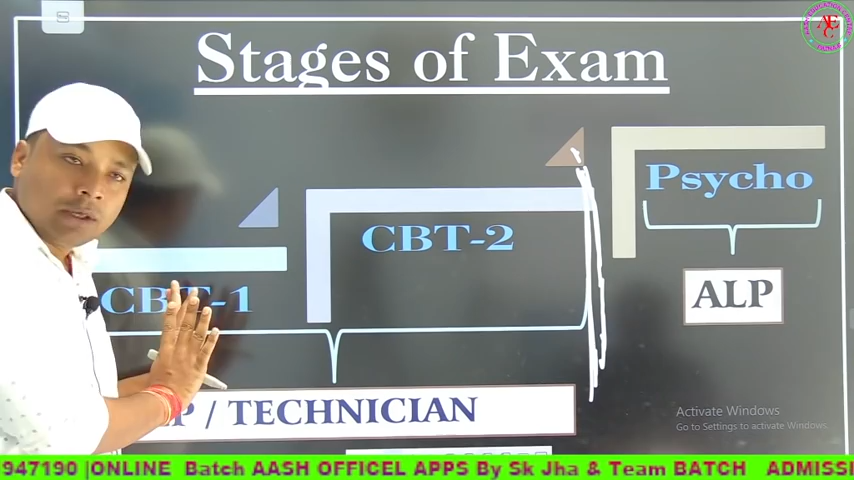 Stages of Exam
Psycho
CBT-2
CBT-1
ALP
/ TECHNICIAN
Activate Windows
Go to Settings to activate Windows.
947190 |ONLINE Batch AASH OFFICEL APPS By Sk Jha & Team BATCH ADMISSI